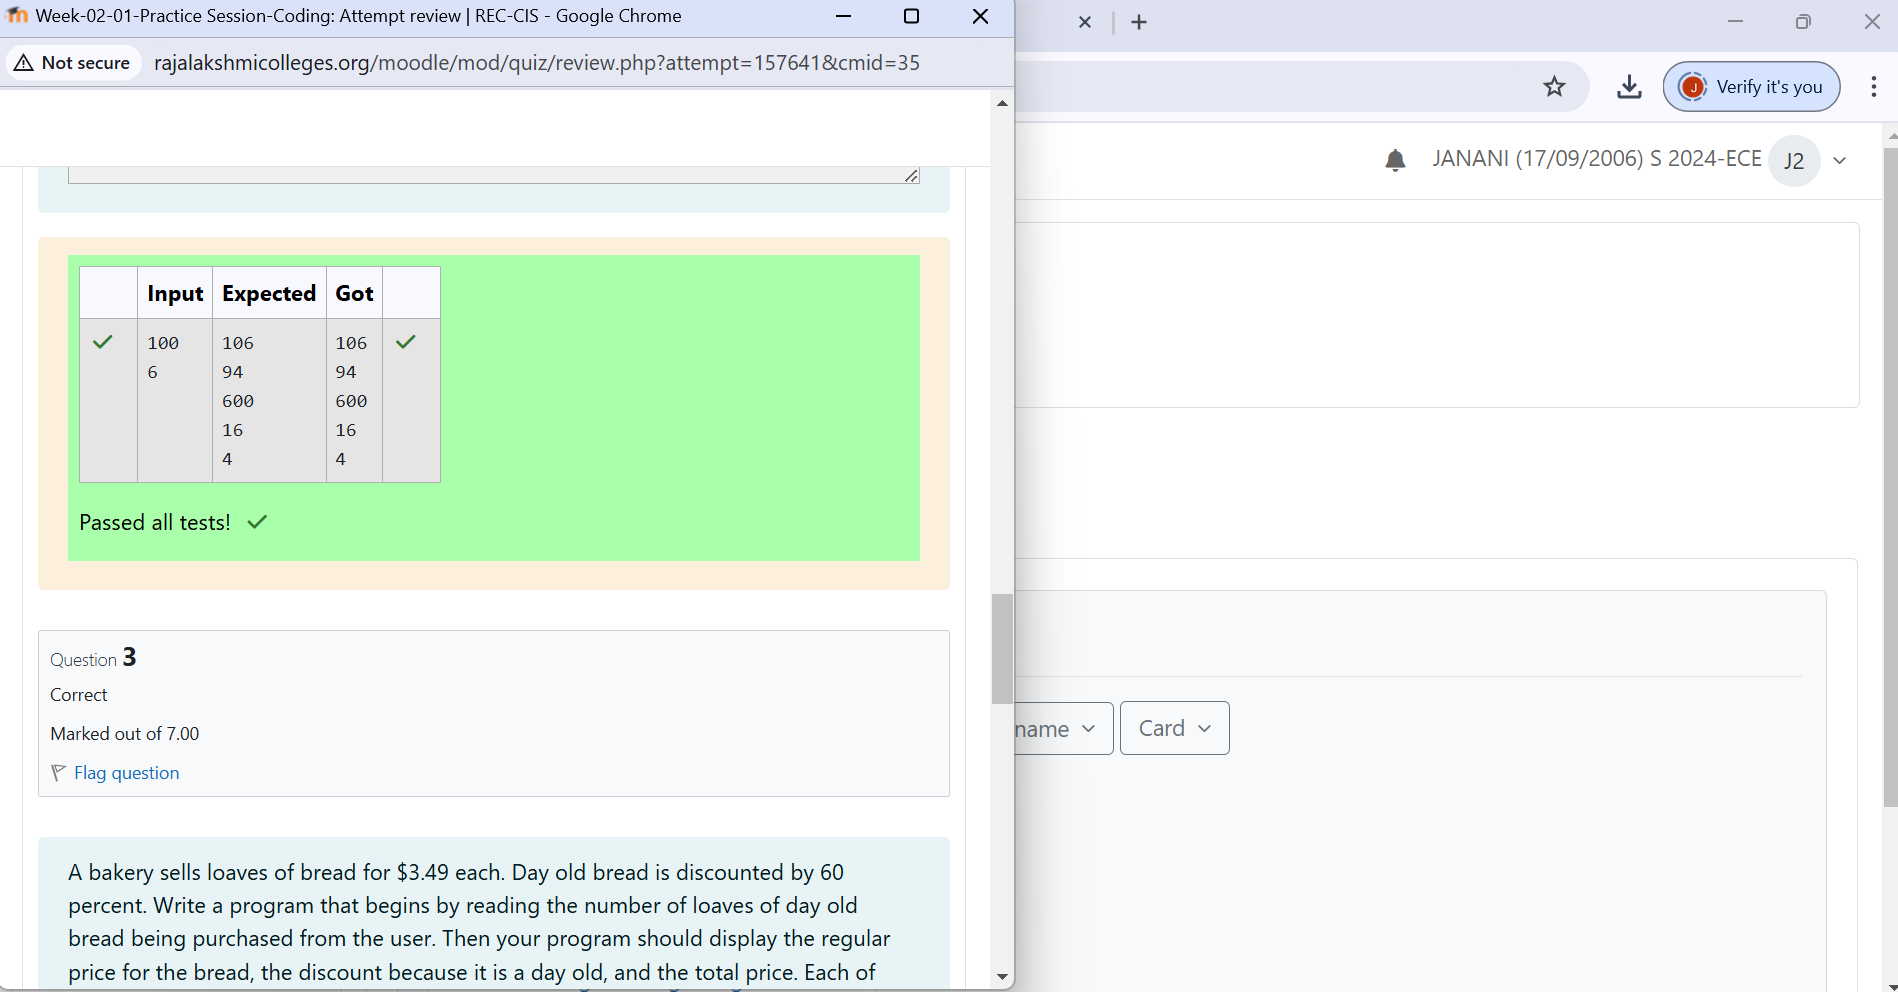 Week-02-01-Practice Session-Coding: Attempt review | REC-CIS - Google Chrome
Not secure
rajalakshmicolleges.org/moodle/mod/quiz/review.php?attempt=157641&cmid=35
J
Verify it's you
JANANI (17/09/2006) S 2024-ECE
J2
Input Expected Got
100 106 106
6 94 94
600 600
16 16
4 4
Passed all tests!
Question 3
Correct
Marked out of 7.00
Flag question
name
Card
A bakery sells loaves of bread for $3.49 each. Day old bread is discounted by 60
percent. Write a program that begins by reading the number of loaves of day old
bread being purchased from the user. Then your program should display the regular
price for the bread, the discount because it is a day old, and the total price. Each of